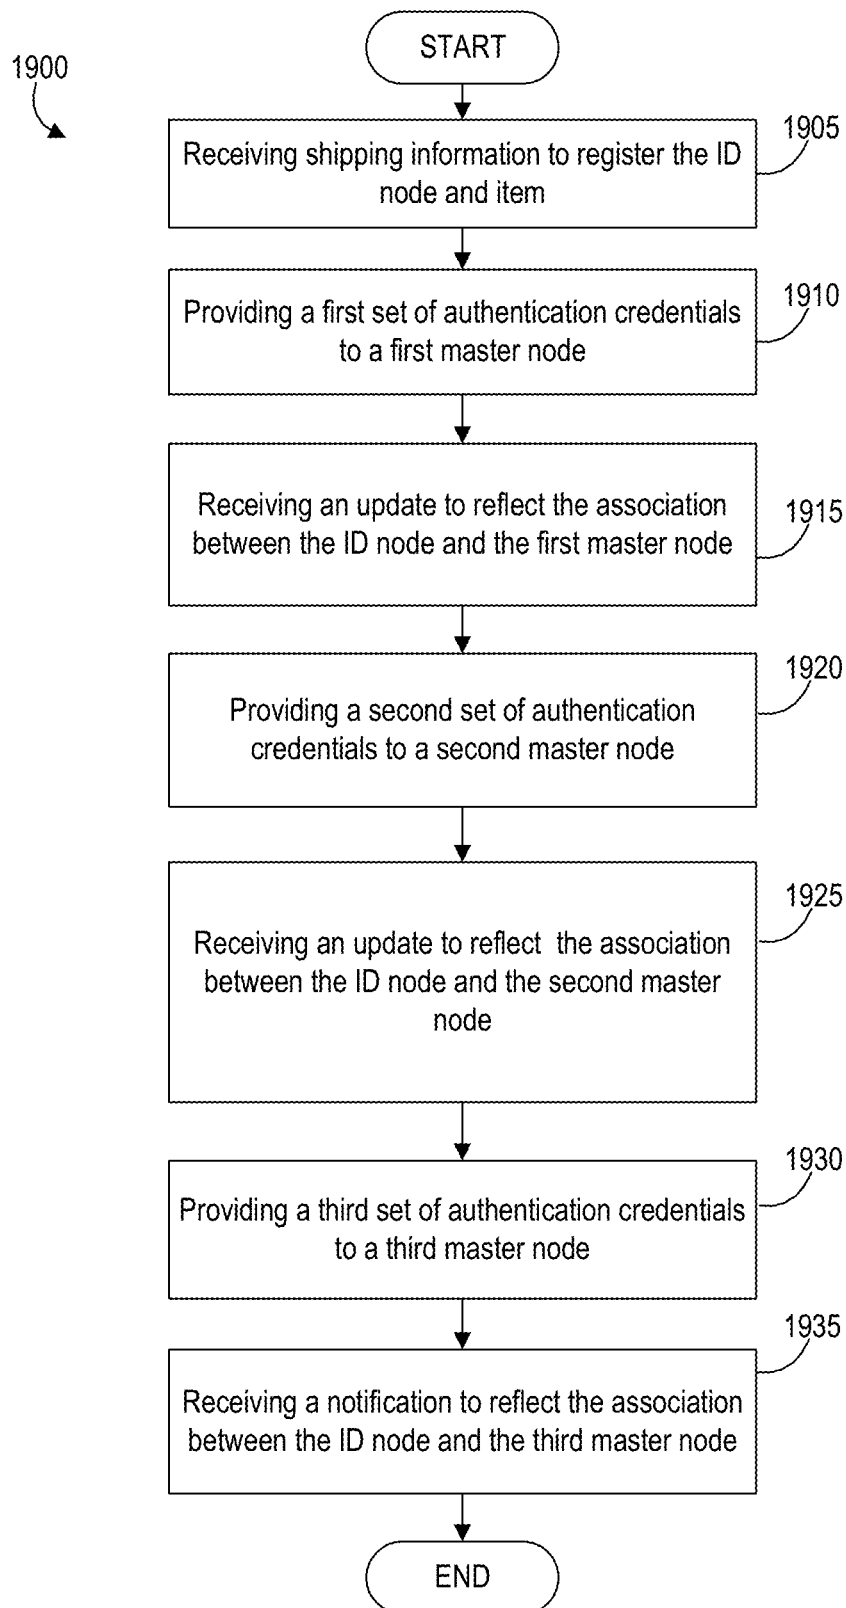 START
1900
1905
Receiving shipping information to register the ID
node and item
1910
Providing a first set of authentication credentials
to a first master node
Receiving an update to reflect the association
between the ID node and the first master node
1915
1920
Providing a second set of authentication
credentials to a second master node
1925
Receiving an update to reflect the association
between the ID node and the second master
node
1930
Providing a third set of authentication credentials
to a third master node
1935
Receiving a notification to reflect the association
between the ID node and the third master node
END